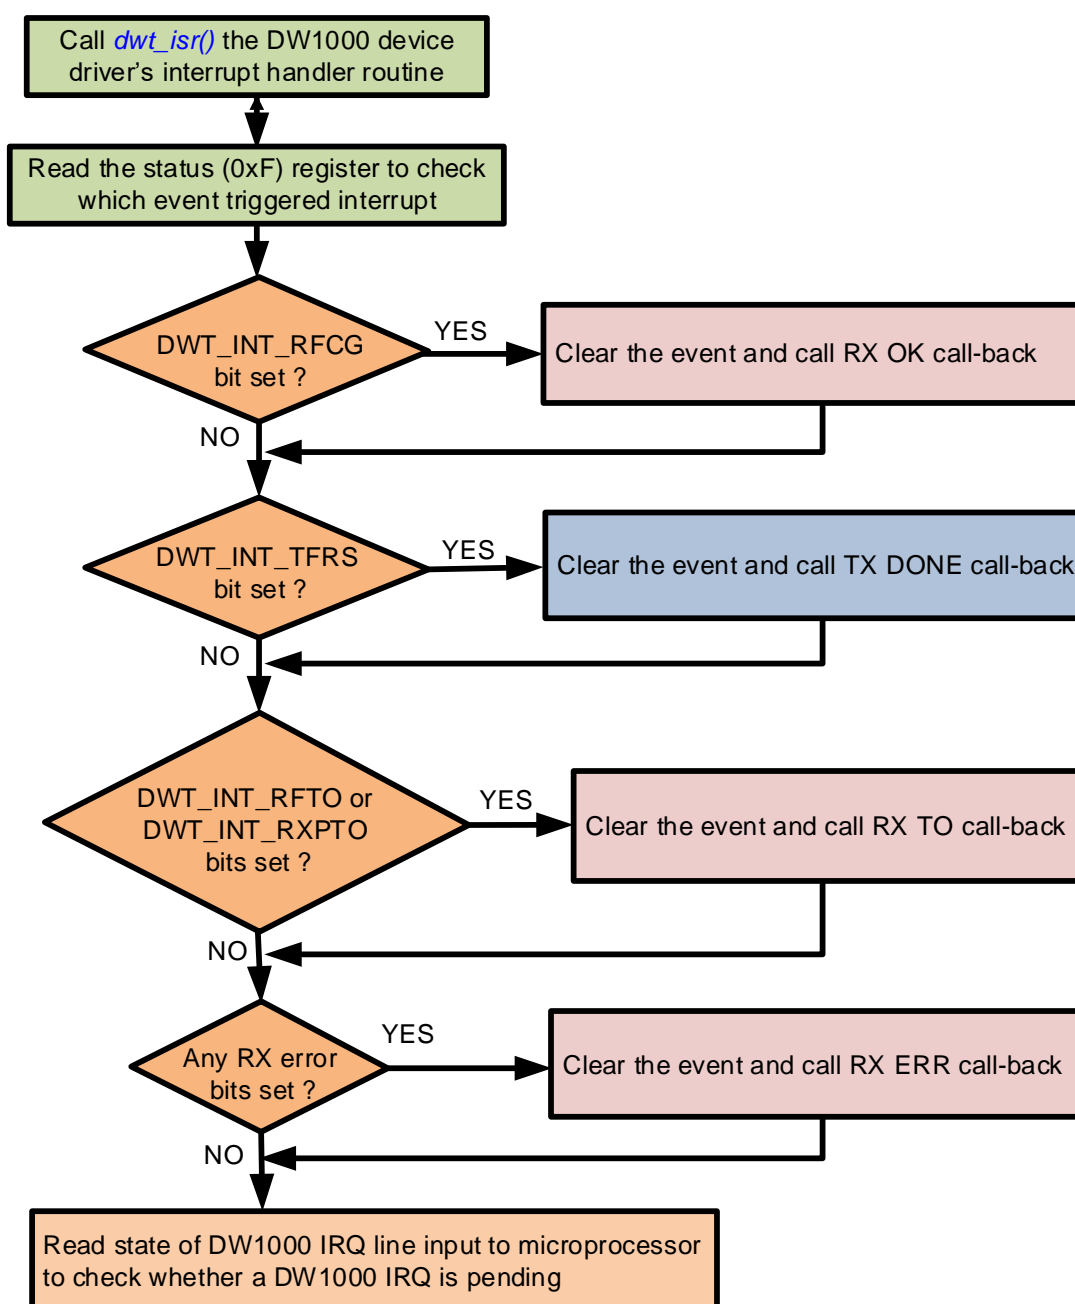 Call dwt_isr() the DW1000 device
driver's interrupt handler routine
Read the status (0xF) register to check
which event triggered interrupt
DWT_INT_RFCG
bit set ?
YES
Clear the event and call RX OK call-back
NO
DWT_INT_TFRS
bit set ?
YES
Clear the event and call TX DONE call-back
NO
DWT_INT_RFTO or
DWT_INT_RXPTO
bits set ?
YES
Clear the event and call RX TO call-back
NO
Any RX error
bits set ?
YES
Clear the event and call RX ERR call-back
NO
Read state of DW1000 IRQ line input to microprocessor
to check whether a DW1000 IRQ is pending